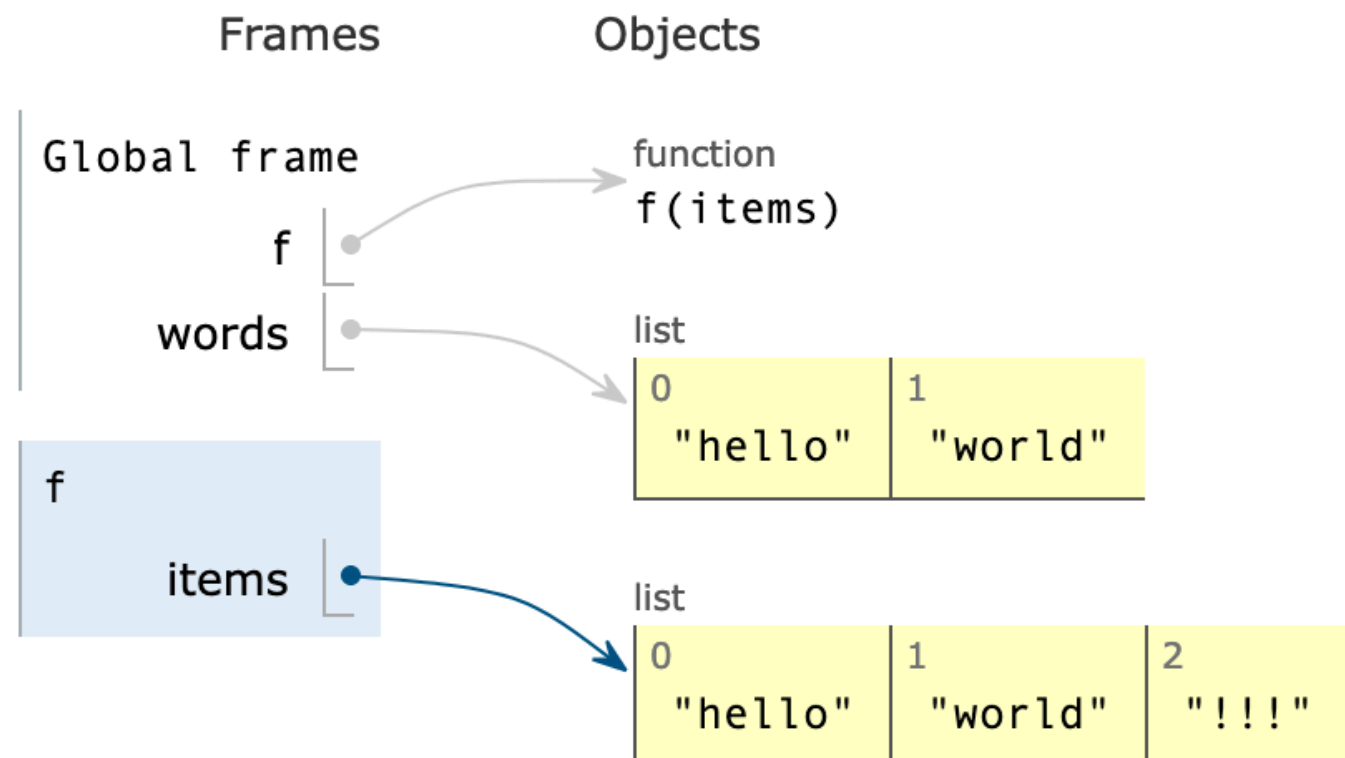 Frames Objects
Global frame
f
words
function
f(items)
list
0 1
"hello" "world"
f
items
list
0 1 2
"hello" "world" "!!!"